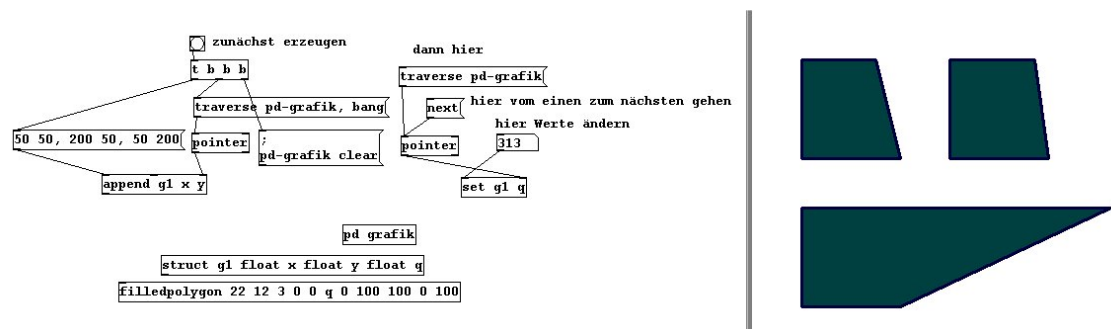 zunächst erzeugen
dann hier
t b b b
traverse pd-grafik
traverse pd-grafik, bang
next
hier vom einen zum nächsten gehen
hier Werte ändern
50 50, 200 50, 50 200
pointer
;
pd-grafik clear
pointer
313
append g1 x y
set g1 q
pd grafik
struct g1 float x float y float q
filledpolygon 22 12 3 0 0 q 0 100 100 0 100